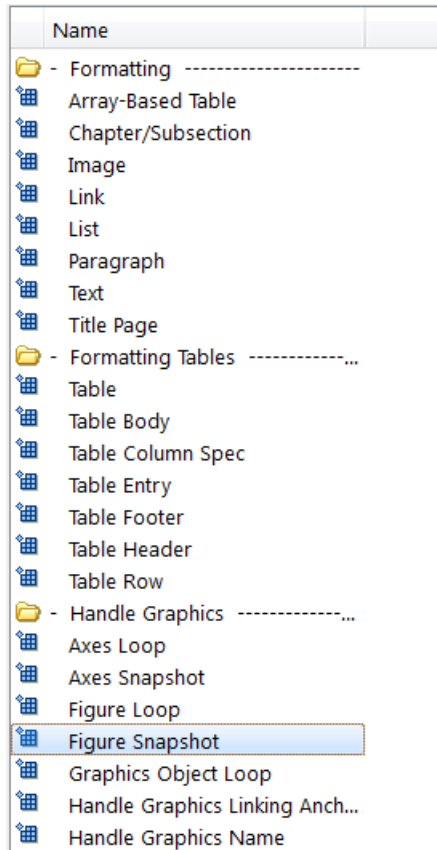 Name
- Formatting ----------------------
Array-Based Table
Chapter/Subsection
Image
Link
List
Paragraph
Text
Title Page
- Formatting Tables ------------...
Table
Table Body
Table Column Spec
Table Entry
Table Footer
Table Header
Table Row
- Handle Graphics -------------...
Axes Loop
Axes Snapshot
Figure Loop
Figure Snapshot
Graphics Object Loop
Handle Graphics Linking Anch...
Handle Graphics Name